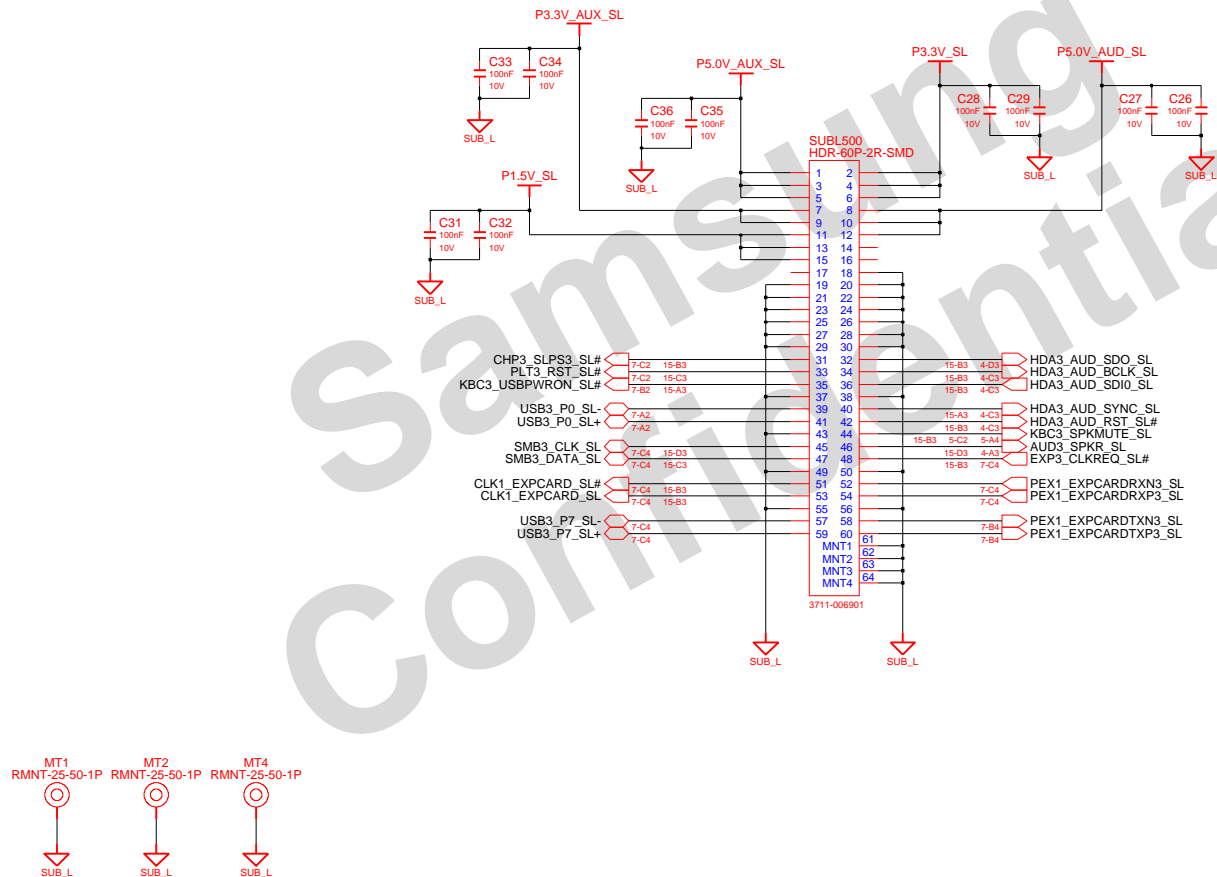 Samsung
Confidentia
P3.3V_AUX_SL
C33
100nF
10V
C34
100nF
10V
SUB_L
P5.0V_AUX_SL
C36
100nF
10V
C35
100nF
10V
SUB_L
P3.3V_SL
C28
100nF
10V
C29
100nF
10V
SUB_L
P5.0V_AUD_SL
C27
100nF
10V
C26
100nF
10V
SUB_L
P1.5V_SL
C31
100nF
10V
C32
100nF
10V
SUB_L
SUBL500
HDR-60P-2R-SMD
1 2
3 4
5 6
7 8
9 10
11 12
13 14
15 16
17 18
19 20
21 22
23 24
25 26
27 28
29 30
CHP3_SLPS3_SL# 7-C2 15-B3 31 32 15-B3 4-D3 HDA3_AUD_SDO_SL
PLT3_RST_SL# 7-C2 15-C3 33 34 15-B3 4-C3 HDA3_AUD_BCLK_SL
KBC3_USBPWRON_SL# 7-B2 15-A3 35 36 15-B3 4-C3 HDA3_AUD_SDI0_SL
37 38
USB3_P0_SL- 7-A2 39 40 15-A3 4-C3 HDA3_AUD_SYNC_SL
USB3_P0_SL+ 7-A2 41 42 15-B3 4-C3 HDA3_AUD_RST_SL#
43 44 15-B3 5-C2 5-A4 KBC3_SPKMUTE_SL
SMB3_CLK_SL 7-C4 15-D3 45 46 15-D3 4-A3 AUD3_SPKR_SL
SMB3_DATA_SL 7-C4 15-C3 47 48 15-B3 7-C4 EXP3_CLKREQ_SL#
49 50
CLK1_EXPCARD_SL# 7-C4 15-B3 51 52 7-C4 PEX1_EXPCARDRXN3_SL
CLK1_EXPCARD_SL 7-C4 15-B3 53 54 7-C4 PEX1_EXPCARDRXP3_SL
55 56
USB3_P7_SL- 7-C4 57 58 7-B4 PEX1_EXPCARDTXN3_SL
USB3_P7_SL+ 7-C4 59 60 7-B4 PEX1_EXPCARDTXP3_SL
MNT1 61
MNT2 62
MNT3 63
MNT4 64
3711-006901
SUB_L
SUB_L
MT1
RMNT-25-50-1P
SUB_L
MT2
RMNT-25-50-1P
SUB_L
MT4
RMNT-25-50-1P
SUB_L